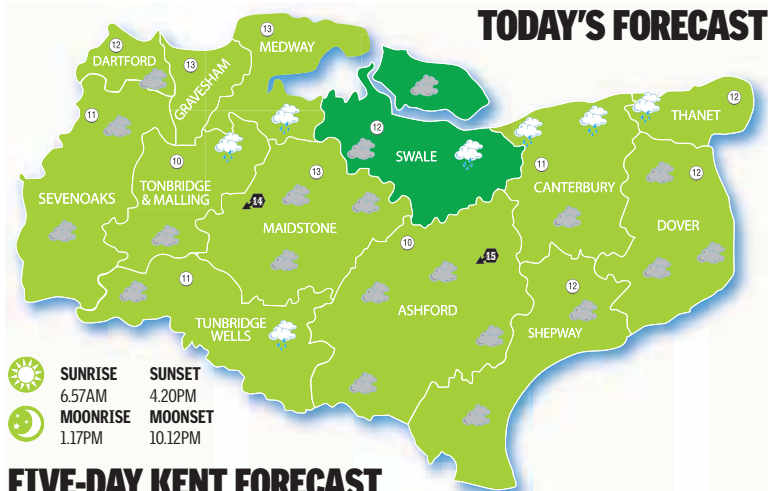 TODAY'S FORECAST
13
MEDWAY
12
DARTFORD
13
GRAVESHAM
12
THANET
11
12
SWALE
10
TONBRIDGE
& MALLING
11
CANTERBURY
13
12
SEVENOAKS
14
MAIDSTONE
DOVER
10
15
11
12
ASHFORD
TUNBRIDGE
WELLS
SHEPWAY
SUNRISE SUNSET
6.57AM 4.20PM
MOONRISE MOONSET
1.17PM 10.12PM
FIVE-DAY KENT FORECAST